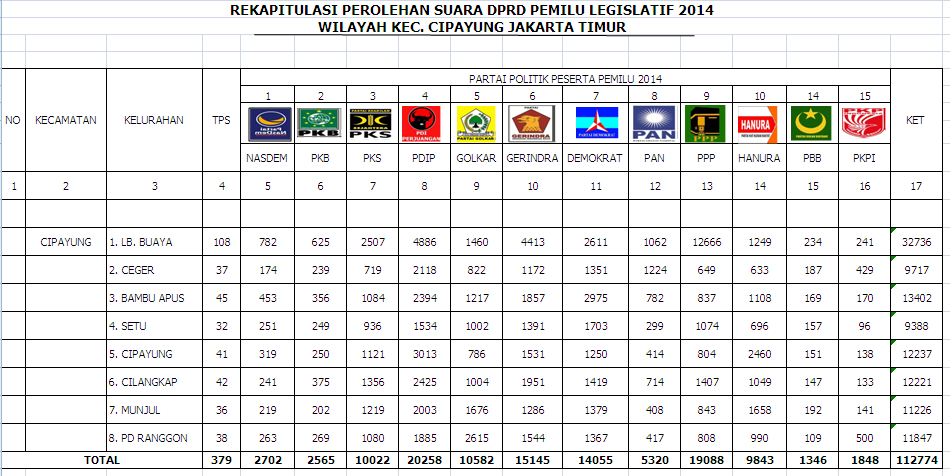 REKAPITULASI PEROLEHAN SUARA DPRD PEMILU LEGISLATIF 2014
WILAYAH KEC. CIPAYUNG JAKARTA TIMUR
NO KECAMATAN KELURAHAN TPS PARTAI POLITIK PESERTA PEMILU 2014 KET
1 2 3 4 5 6 7 8 9 10 14 15
NASDEM PKB PKS PDIP GOLKAR GERINDRA DEMOKRAT PAN PPP HANURA PBB PKPI
1 2 3 4 5 6 7 8 9 10 11 12 13 14 15 16 17
CIPAYUNG 1. LB. BUAYA 108 782 625 2507 4886 1460 4413 2611 1062 12666 1249 234 241 32736
2. CEGER 37 174 239 719 2118 822 1172 1351 1224 649 633 187 429 9717
3. BAMBU APUS 45 453 356 1084 2394 1217 1857 2975 782 837 1108 169 170 13402
4. SETU 32 251 249 936 1534 1002 1391 1703 299 1074 696 157 96 9388
5. CIPAYUNG 41 319 250 1121 3013 786 1531 1250 414 804 2460 151 138 12237
6. CILANGKAP 42 241 375 1356 2425 1004 1951 1419 714 1407 1049 147 133 12221
7. MUNJUL 36 219 202 1219 2003 1676 1286 1379 408 843 1658 192 141 11226
8. PD RANGGON 38 263 269 1080 1885 2615 1544 1367 417 808 990 109 500 11847
TOTAL 379 2702 2565 10022 20258 10582 15145 14055 5320 19088 9843 1346 1848 112774